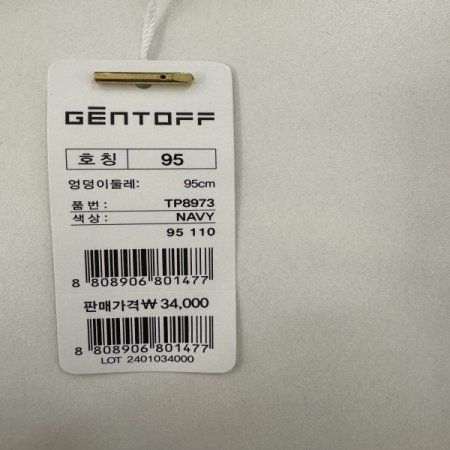 GĒNTOFF
호 칭 95
엉덩이둘레: 95cm
품 번 : TP8973
색 상 : NAVY
95 110
8 808906 801477
판매가격₩ 34,000
8 808906 801477
LOT 2401034000